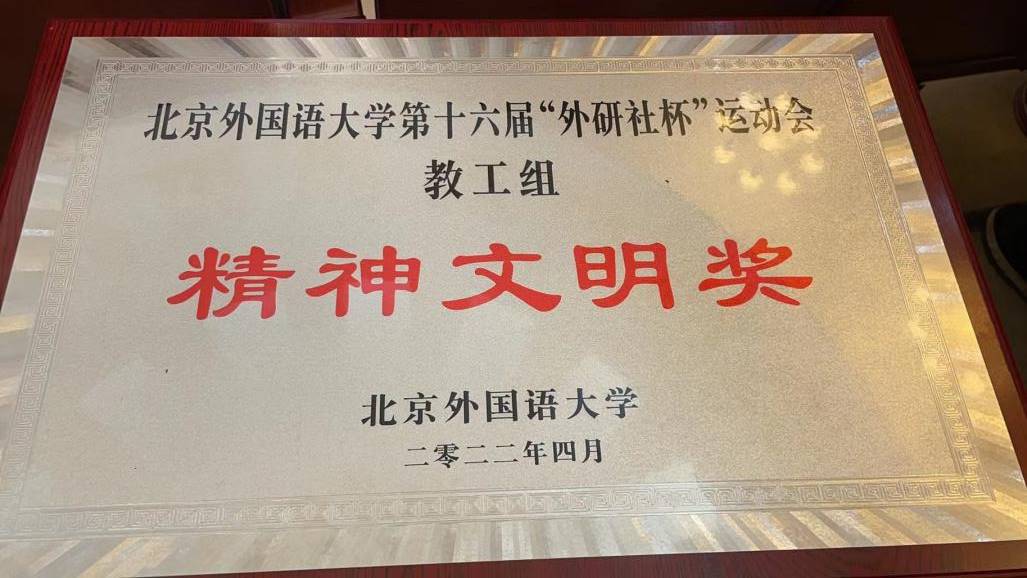 北京外国语大学第十六届“外研社杯”运动会
教工组
精神文明奖
北京外国语大学
二零二二年四月